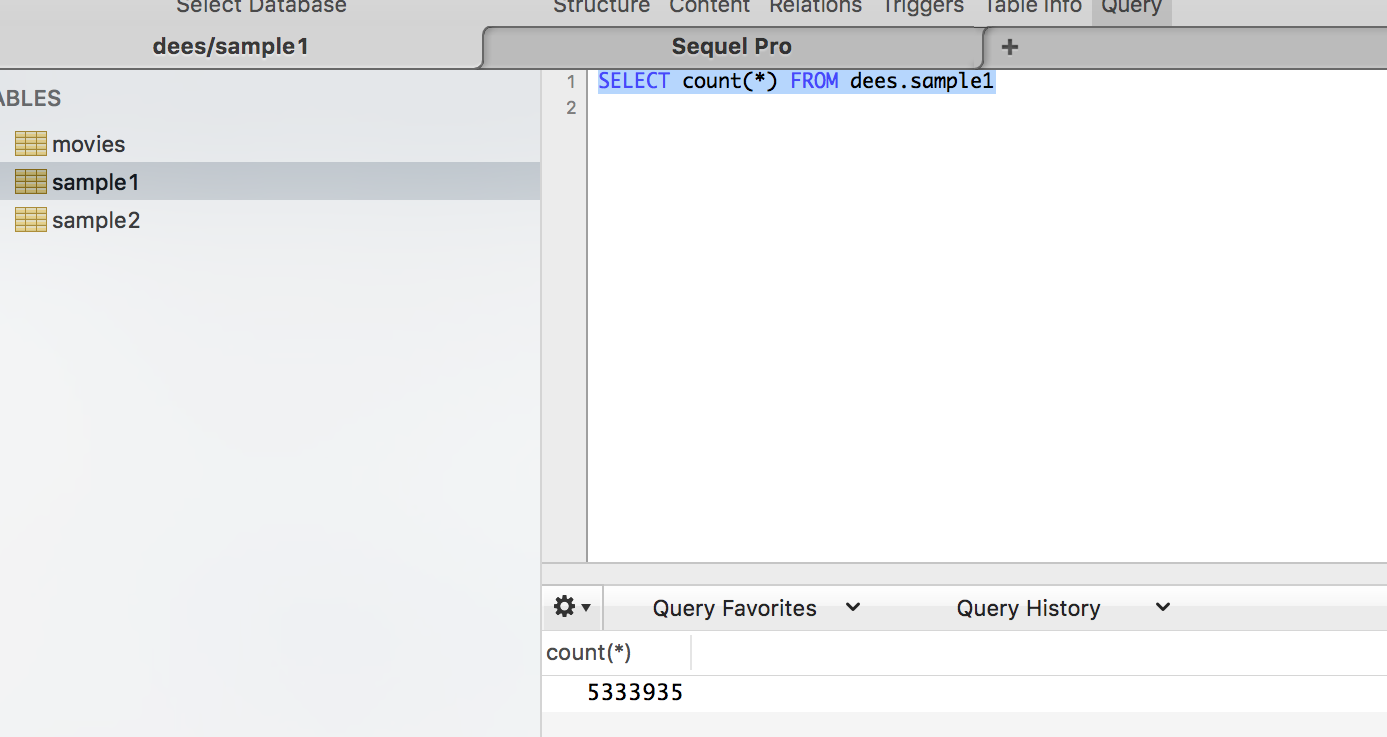 Select Database Structure Content Relations Triggers Table Info Query
dees/sample1 Sequel Pro +
ABLES
movies
sample1
sample2
1 SELECT count(*) FROM dees.sample1
2
Query Favorites Query History
count(*)
5333935